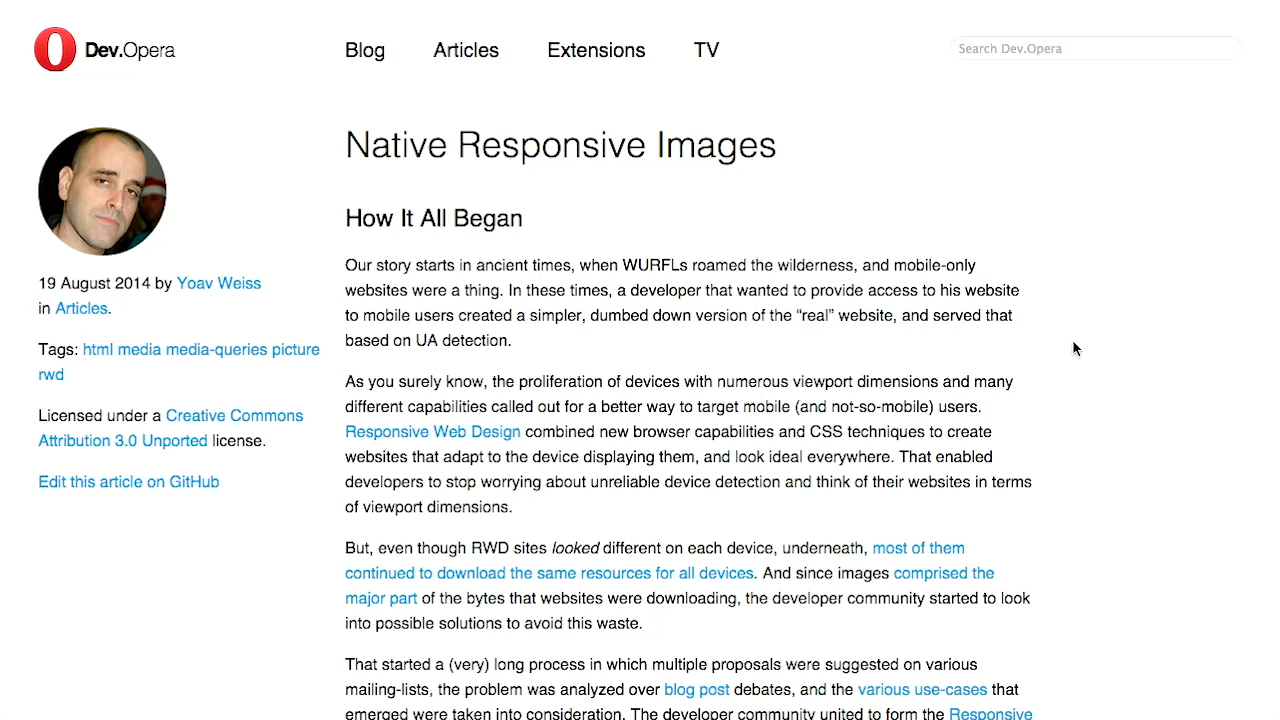 Dev.Opera
Blog
Articles
Extensions
TV
Search Dev.Opera
19 August 2014 by Yoav Weiss
in Articles.
Tags: html media media-queries picture
rwd
Licensed under a Creative Commons
Attribution 3.0 Unported license.
Edit this article on GitHub
Native Responsive Images
How It All Began
Our story starts in ancient times, when WURFLs roamed the wilderness, and mobile-only
websites were a thing. In these times, a developer that wanted to provide access to his website
to mobile users created a simpler, dumbed down version of the “real” website, and served that
based on UA detection.
As you surely know, the proliferation of devices with numerous viewport dimensions and many
different capabilities called out for a better way to target mobile (and not-so-mobile) users.
Responsive Web Design combined new browser capabilities and CSS techniques to create
websites that adapt to the device displaying them, and look ideal everywhere. That enabled
developers to stop worrying about unreliable device detection and think of their websites in terms
of viewport dimensions.
But, even though RWD sites looked different on each device, underneath, most of them
continued to download the same resources for all devices. And since images comprised the
major part of the bytes that websites were downloading, the developer community started to look
into possible solutions to avoid this waste.
That started a (very) long process in which multiple proposals were suggested on various
mailing-lists, the problem was analyzed over blog post debates, and the various use-cases that
emerged were taken into consideration. The developer community united to form the Responsive